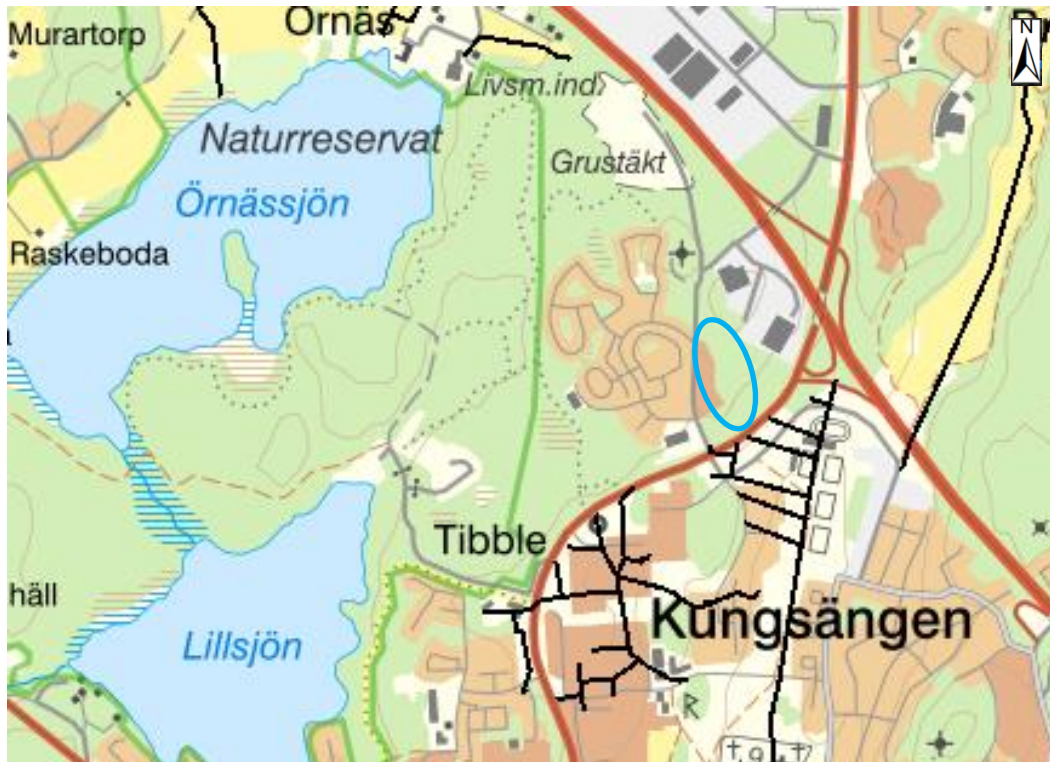 Örnäs
Murartorp
N
Livsm.ind.
Naturreservat
Grustäkt
Örnässjön
Raskeboda
Tibble
häll
Kungsängen
Lillsjön
R